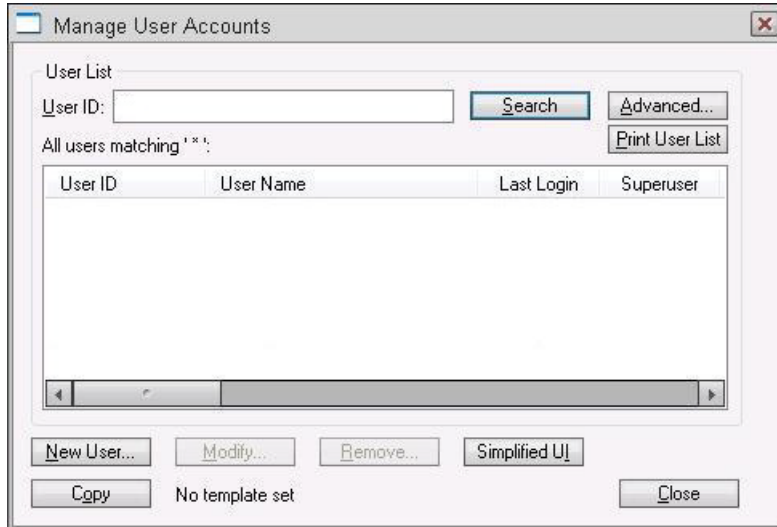 Manage User Accounts
User List
User ID:
Search
Advanced...
All users matching ' * ':
Print User List
User ID User Name Last Login Superuser
New User...
Modify...
Remove...
Simplified UI
Copy
No template set
Close